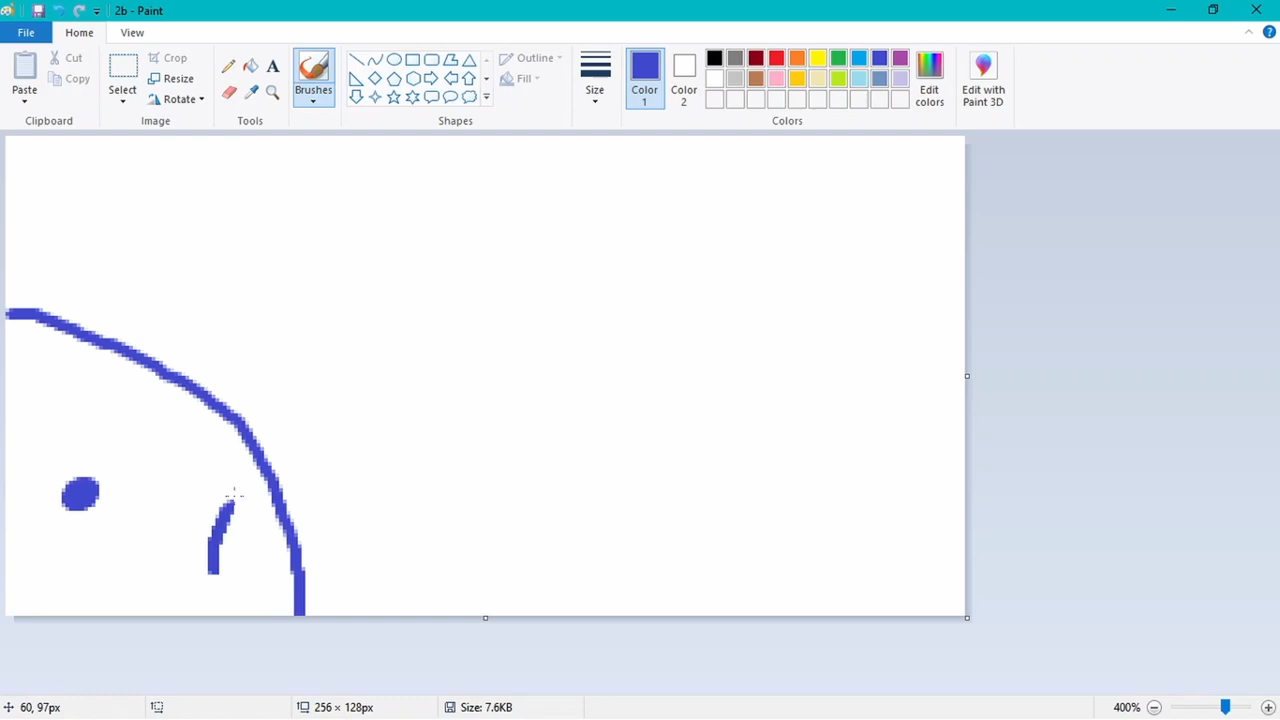 2b - Paint
File Home View
Paste
Cut
Copy
Clipboard
Select
Crop
Resize
Rotate
Image
A
Tools
Brushes
Outline
Fill
Shapes
Size
Color 1
Color 2
Edit colors
Colors
Edit with Paint 3D
60, 97px
256 × 128px
Size: 7.6KB
400%